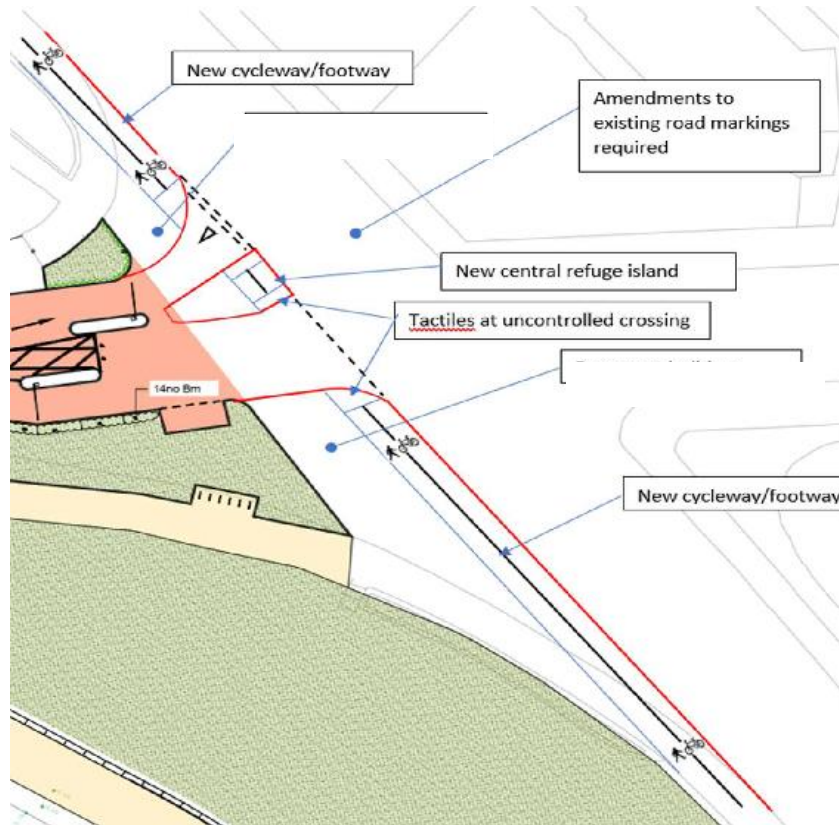 New cycleway/footway
Amendments to
existing road markings
required
New central refuge island
Tactiles at uncontrolled crossing
14no Bm
New cycleway/footway